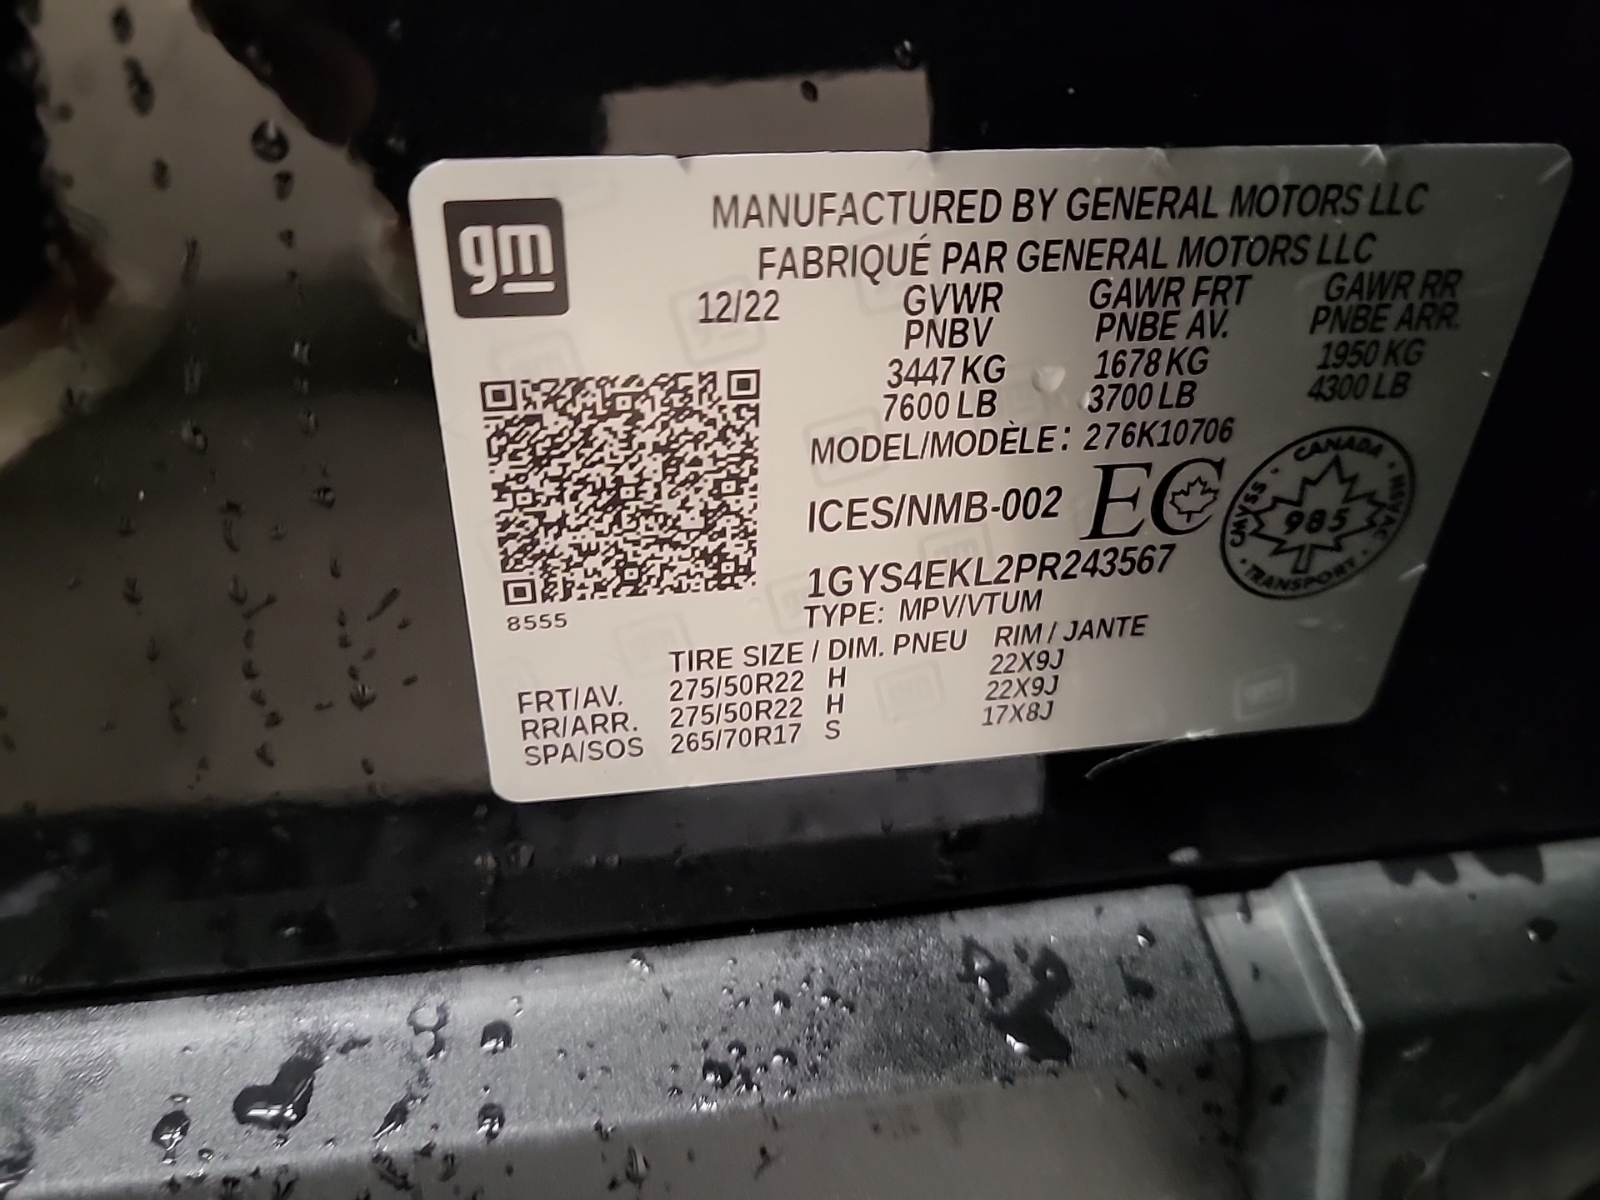 gm
MANUFACTURED BY GENERAL MOTORS LLC
FABRIQUÉ PAR GENERAL MOTORS LLC
12/22 GVWR GAWR FRT GAWR RR
PNBV PNBE AV. PNBE ARR.
3447 KG 1678 KG 1950 KG
7600 LB 3700 LB 4300 LB
MODEL/MODÈLE: 276K10706
ICES/NMB-002 EC
CANADA
CMVSS 985 NSVAC
TRANSPORT
1GYS4EKL2PR243567
TYPE: MPV/VTUM
8555
TIRE SIZE / DIM. PNEU RIM / JANTE
FRT/AV. 275/50R22 H 22X9J
RR/ARR. 275/50R22 H 22X9J
SPA/SOS 265/70R17 S 17X8J